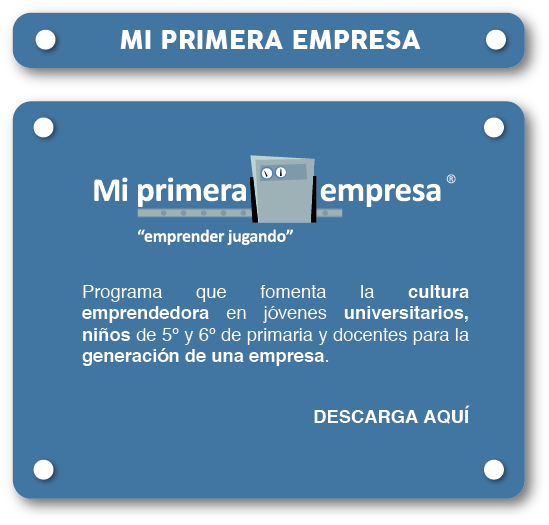 MI PRIMERA EMPRESA
Mi primera empresa ®
“emprender jugando”
Programa que fomenta la cultura
emprendedora en jóvenes universitarios,
niños de 5º y 6º de primaria y docentes para la
generación de una empresa.
DESCARGA AQUÍ